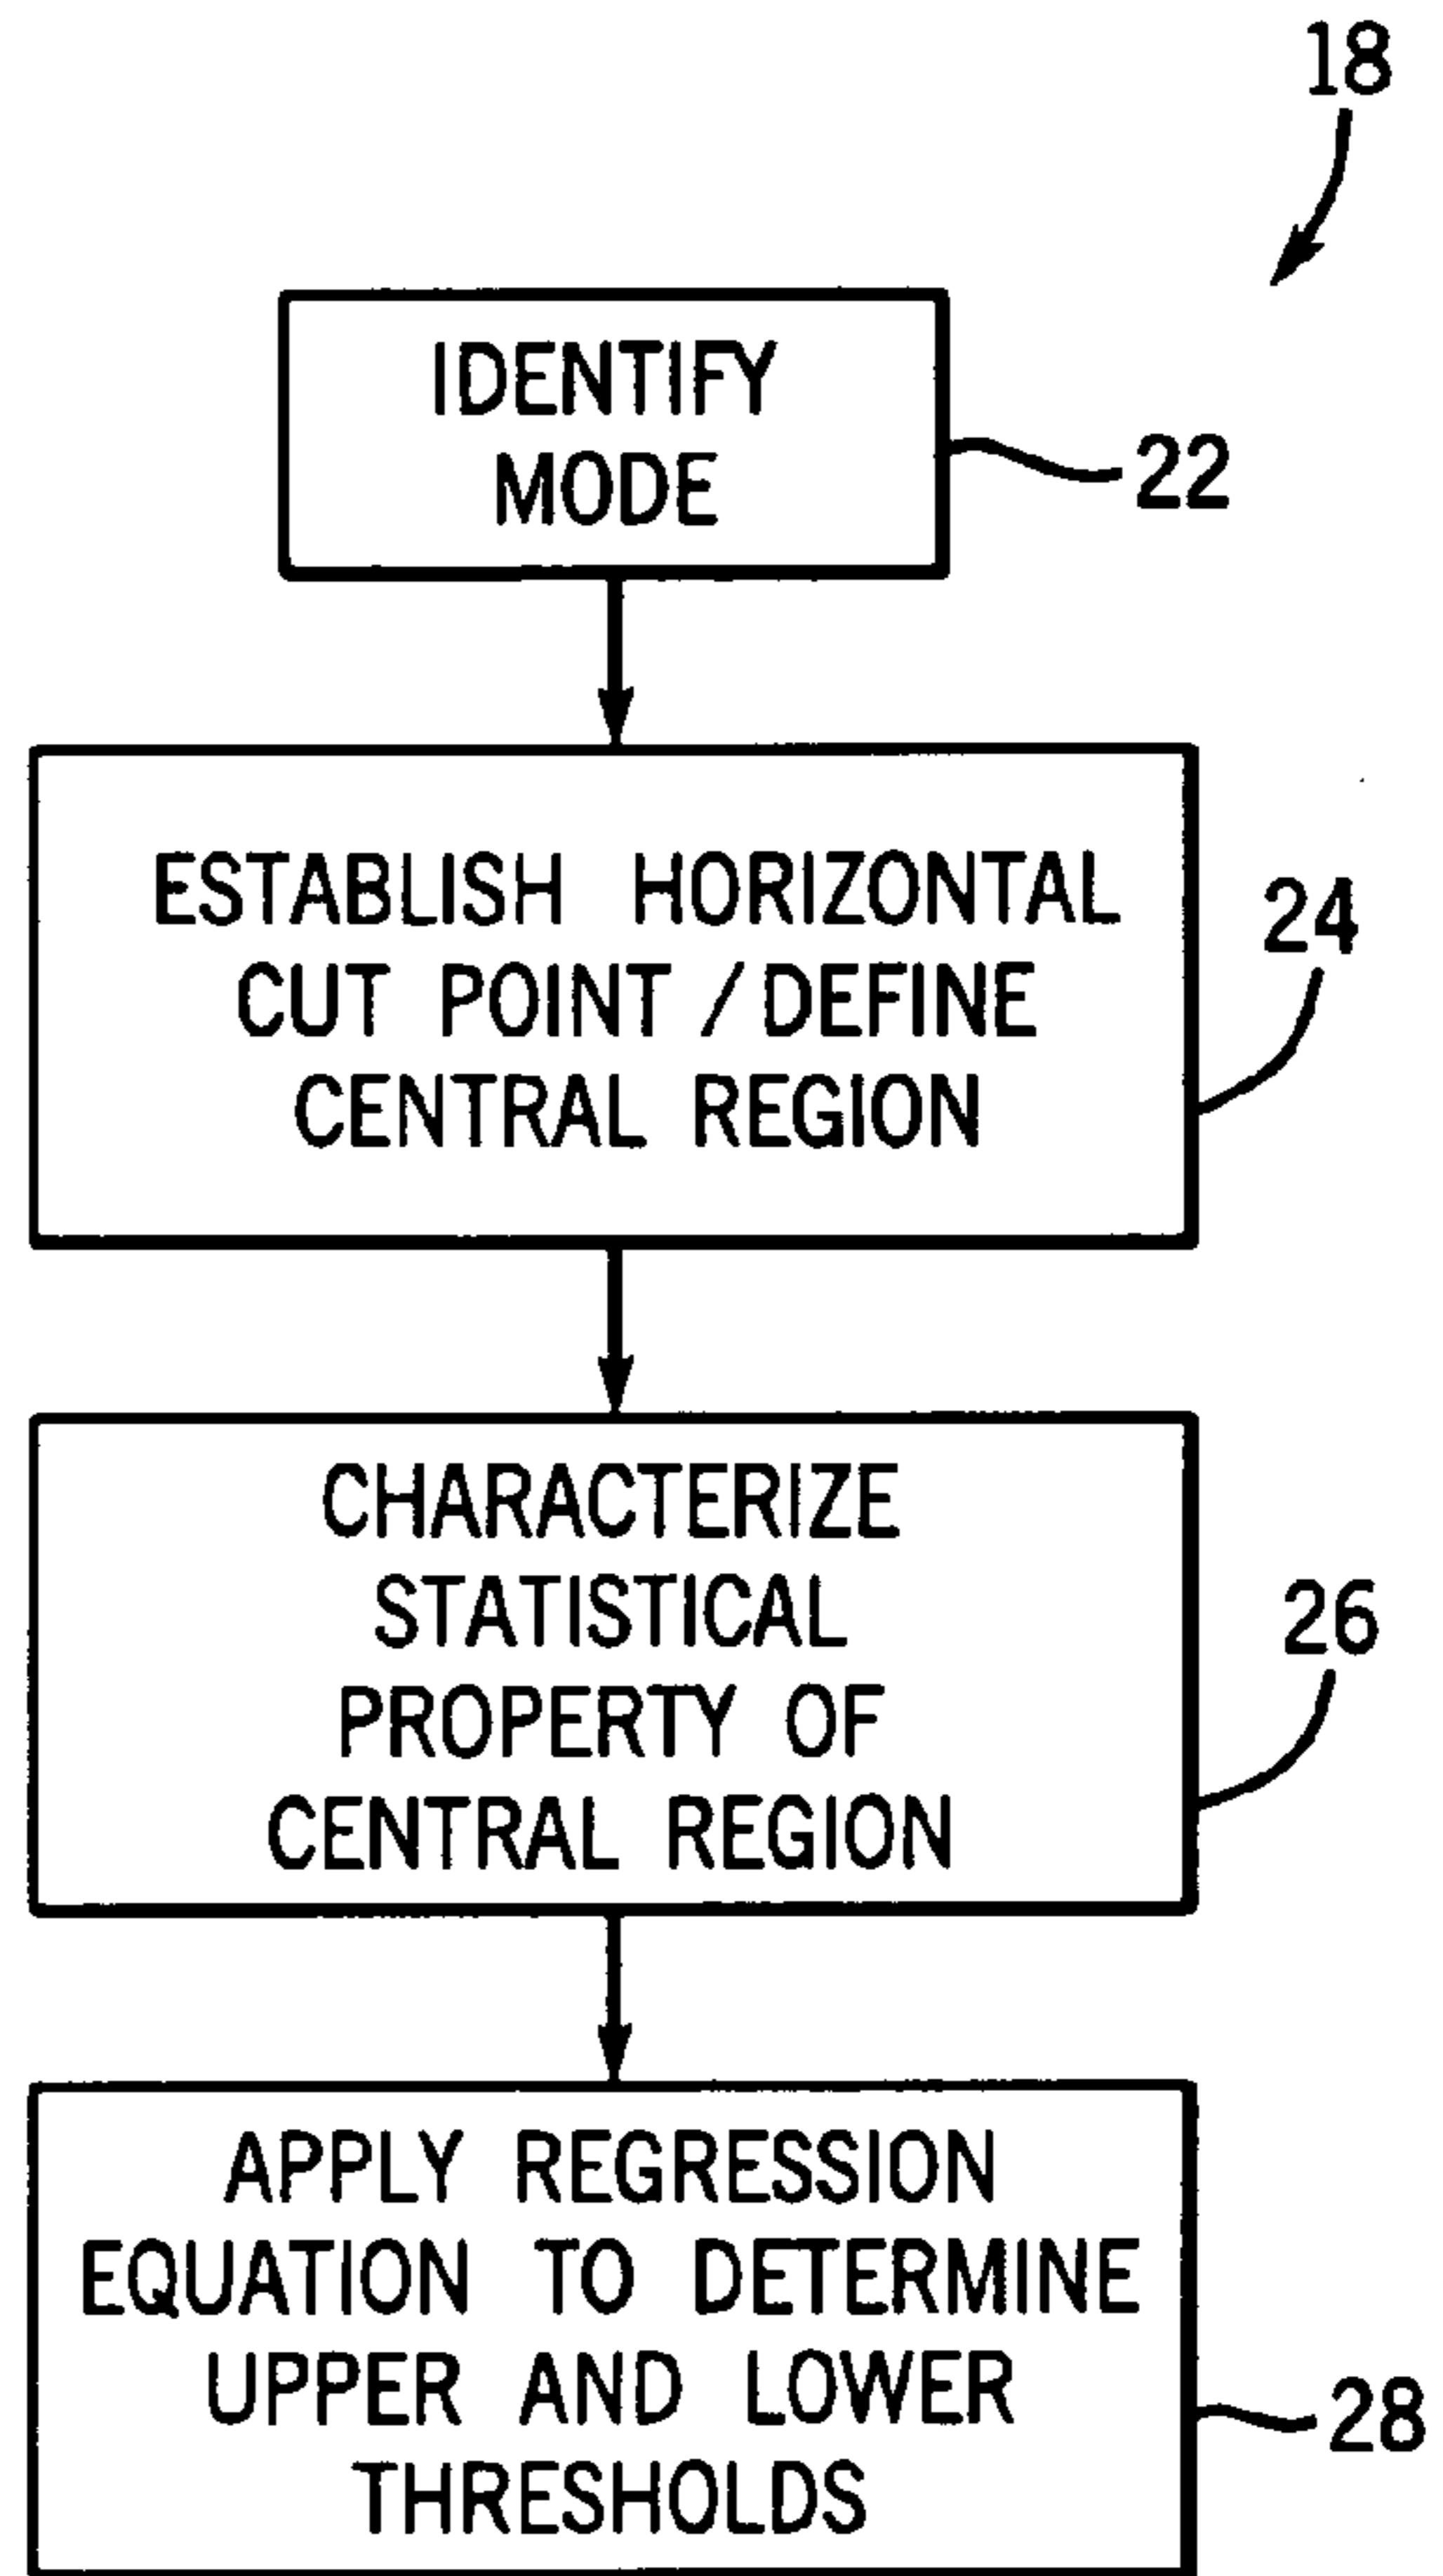 18
IDENTIFY
MODE
22
ESTABLISH HORIZONTAL
CUT POINT / DEFINE
CENTRAL REGION
24
CHARACTERIZE
STATISTICAL
PROPERTY OF
CENTRAL REGION
26
APPLY REGRESSION
EQUATION TO DETERMINE
UPPER AND LOWER
THRESHOLDS
28